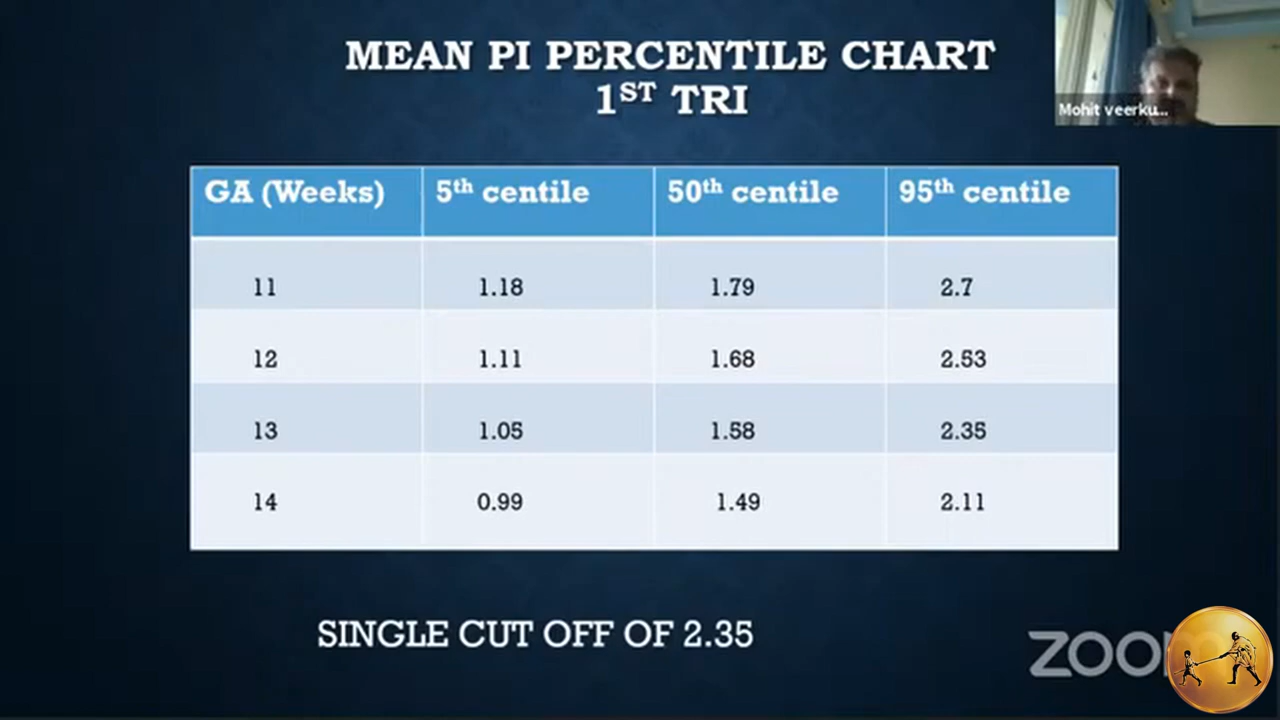 MEAN PI PERCENTILE CHART
1ST TRI
Mohit veerku...
GA (Weeks) 5th centile 50th centile 95th centile
11 1.18 1.79 2.7
12 1.11 1.68 2.53
13 1.05 1.58 2.35
14 0.99 1.49 2.11
SINGLE CUT OFF OF 2.35